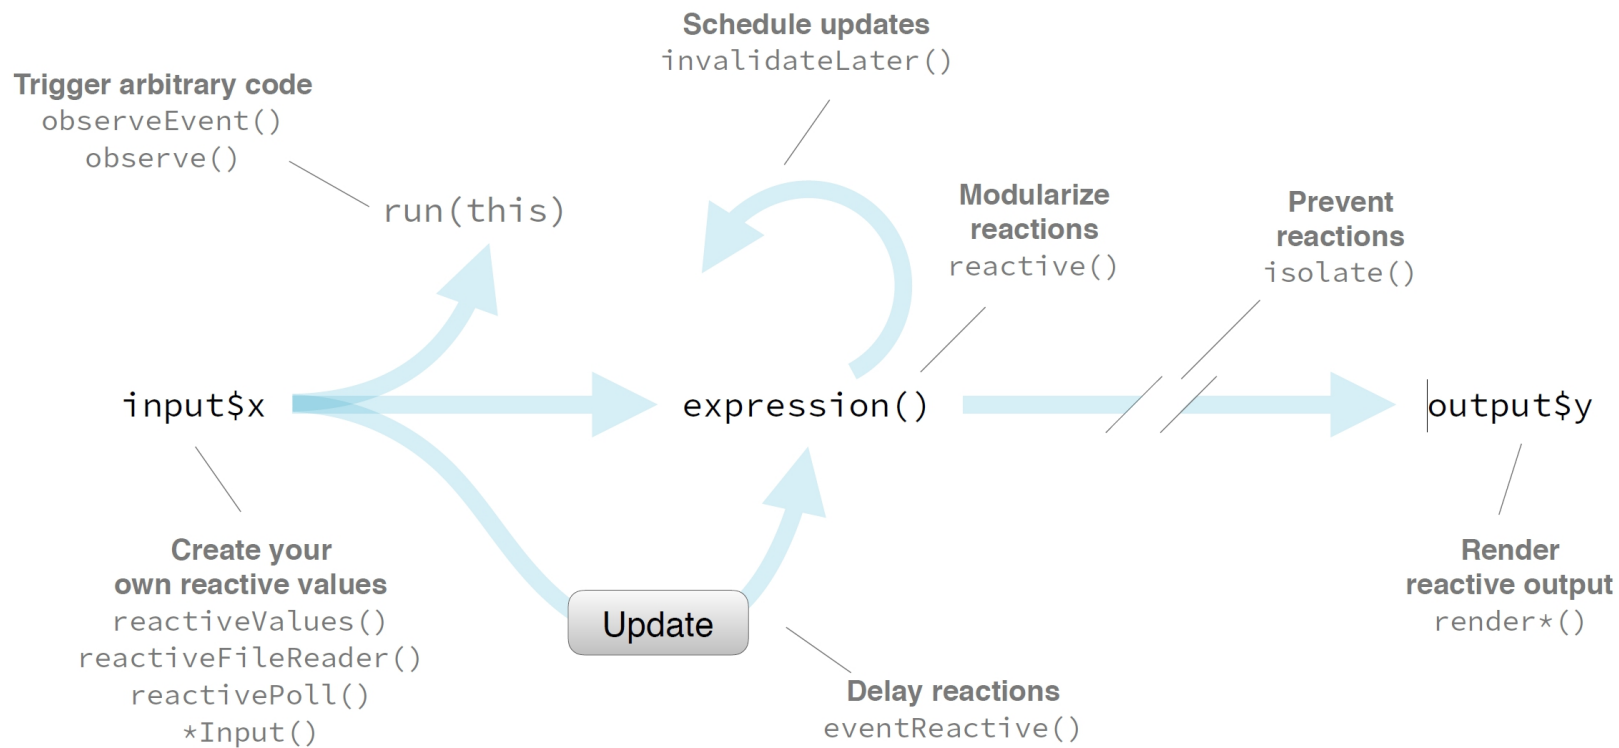 Schedule updates
invalidateLater()
Trigger arbitrary code
observeEvent()
observe()
run(this)
Modularize
reactions
reactive()
Prevent
reactions
isolate()
input$x
expression()
output$y
Create your
own reactive values
reactiveValues()
reactiveFileReader()
reactivePoll()
*Input()
Update
Delay reactions
eventReactive()
Render
reactive output
render*()